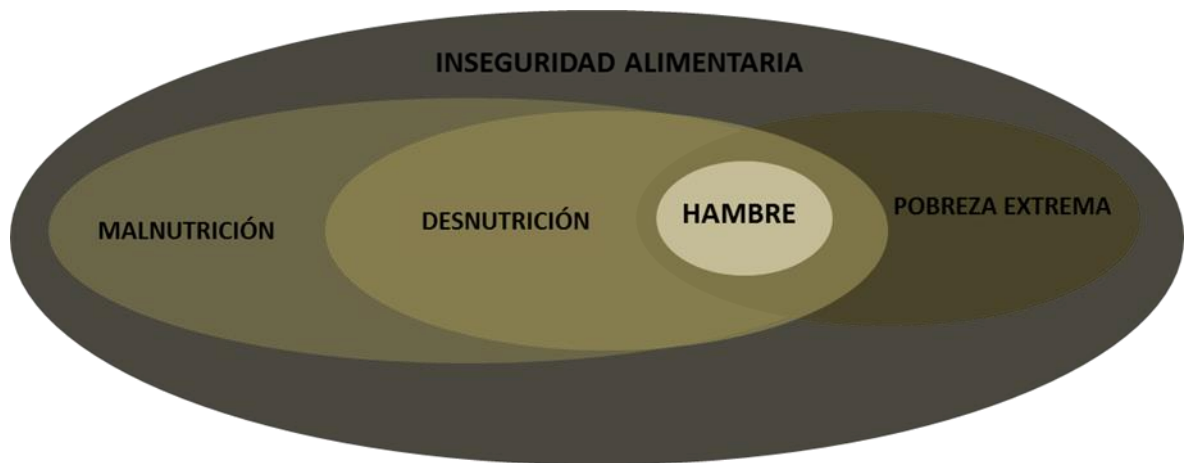 INSEGURIDAD ALIMENTARIA
MALNUTRICIÓN
DESNUTRICIÓN
HAMBRE
POBREZA EXTREMA